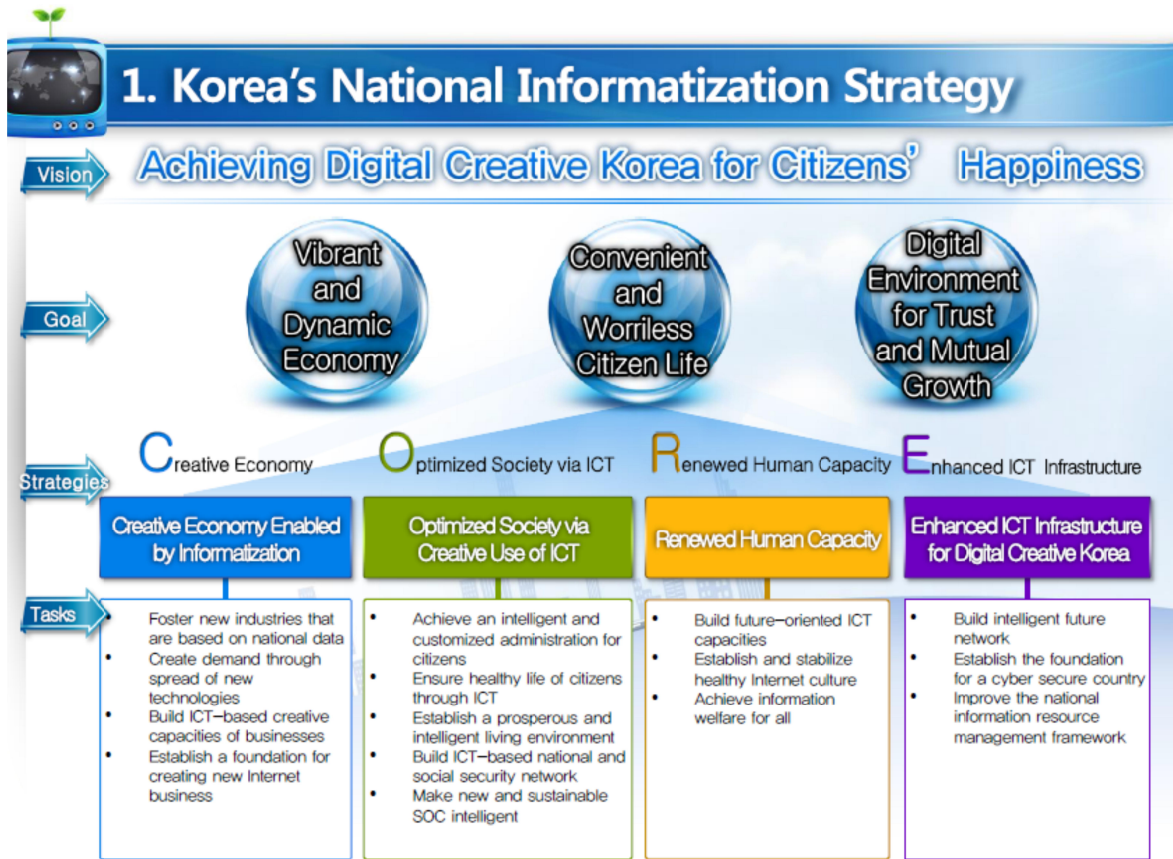 1. Korea's National Informatization Strategy
Vision
Achieving Digital Creative Korea for Citizens' Happiness
Goal
Vibrant
and
Dynamic
Economy
Convenient
and
Worriless
Citizen Life
Digital
Environment
for Trust
and Mutual
Growth
Strategies
Creative Economy
Optimized Society via ICT
Renewed Human Capacity
Enhanced ICT Infrastructure
Creative Economy Enabled
by Informatization
Optimized Society via
Creative Use of ICT
Renewed Human Capacity
Enhanced ICT Infrastructure
for Digital Creative Korea
Tasks
Foster new industries that
are based on national data
• Create demand through
spread of new
technologies
• Build ICT-based creative
capacities of businesses
• Establish a foundation for
creating new Internet
business
• Achieve an intelligent and
customized administration for
citizens
• Ensure healthy life of citizens
through ICT
• Establish a prosperous and
intelligent living environment
• Build ICT-based national and
social security network
• Make new and sustainable
SOC intelligent
• Build future-oriented ICT
capacities
• Establish and stabilize
healthy Internet culture
• Achieve information
welfare for all
• Build intelligent future
network
• Establish the foundation
for a cyber secure country
• Improve the national
information resource
management framework